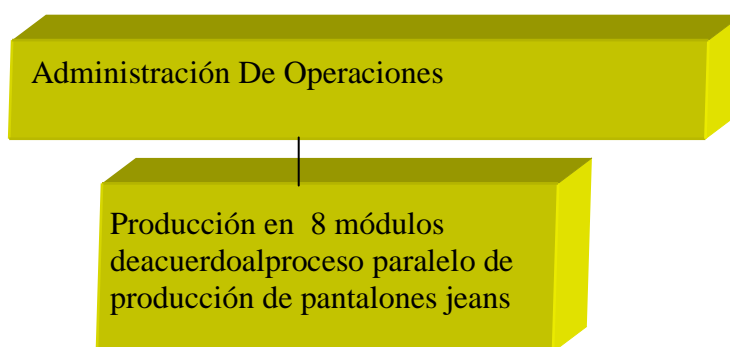 Administración De Operaciones
Producción en 8 módulos
deacuerdoalproceso paralelo de
producción de pantalones jeans